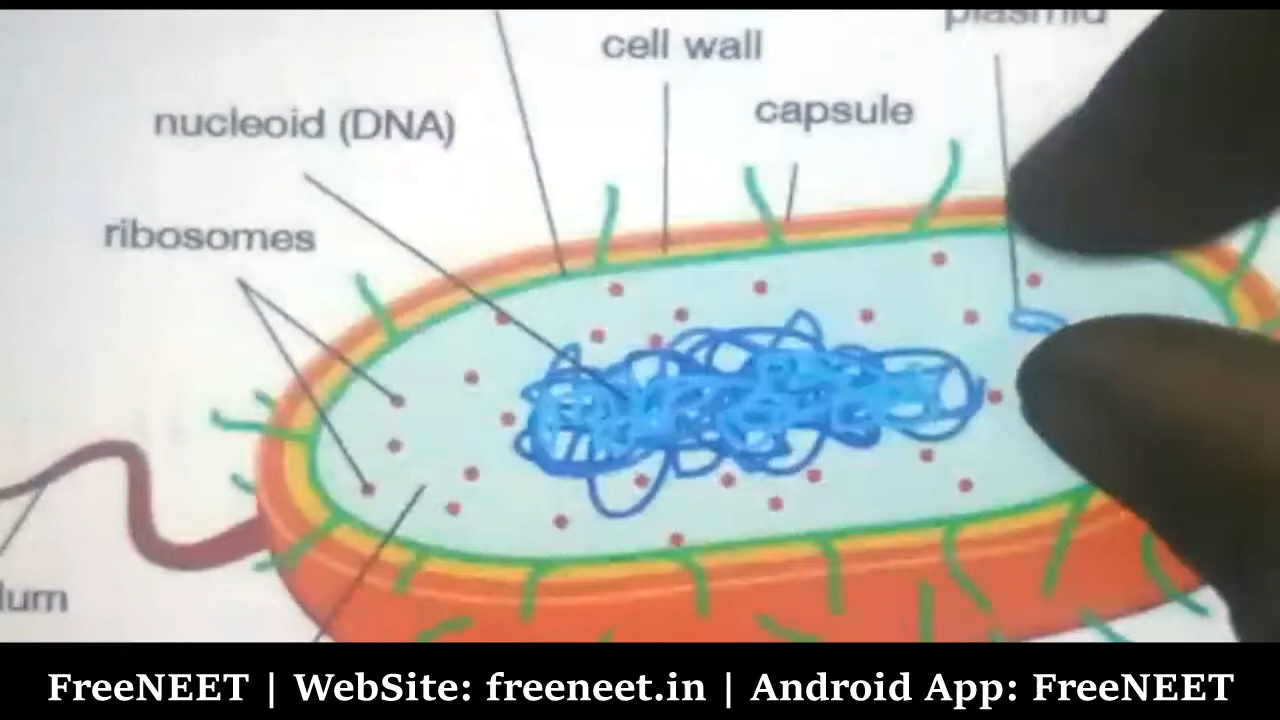 plasmid
cell wall
capsule
nucleoid (DNA)
ribosomes
lum
FreeNEET | WebSite: freeneet.in | Android App: FreeNEET